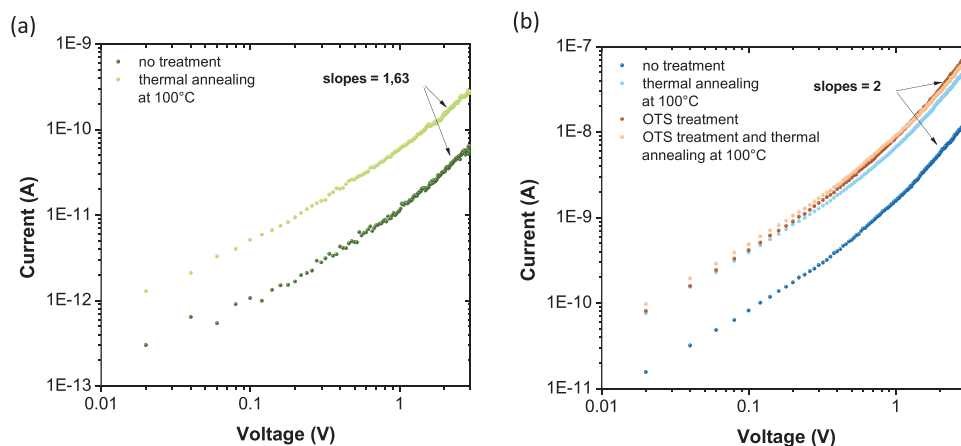 (a)
1E-9
no treatment
thermal annealing
at 100°C
slopes = 1,63
1E-10
1E-11
1E-12
1E-13
0.01
0.1
1
Current (A)
Voltage (V)
(b)
1E-7
no treatment
thermal annealing
at 100°C
OTS treatment
OTS treatment and thermal
annealing at 100°C
slopes = 2
1E-8
1E-9
1E-10
1E-11
0.01
0.1
1
Current (A)
Voltage (V)